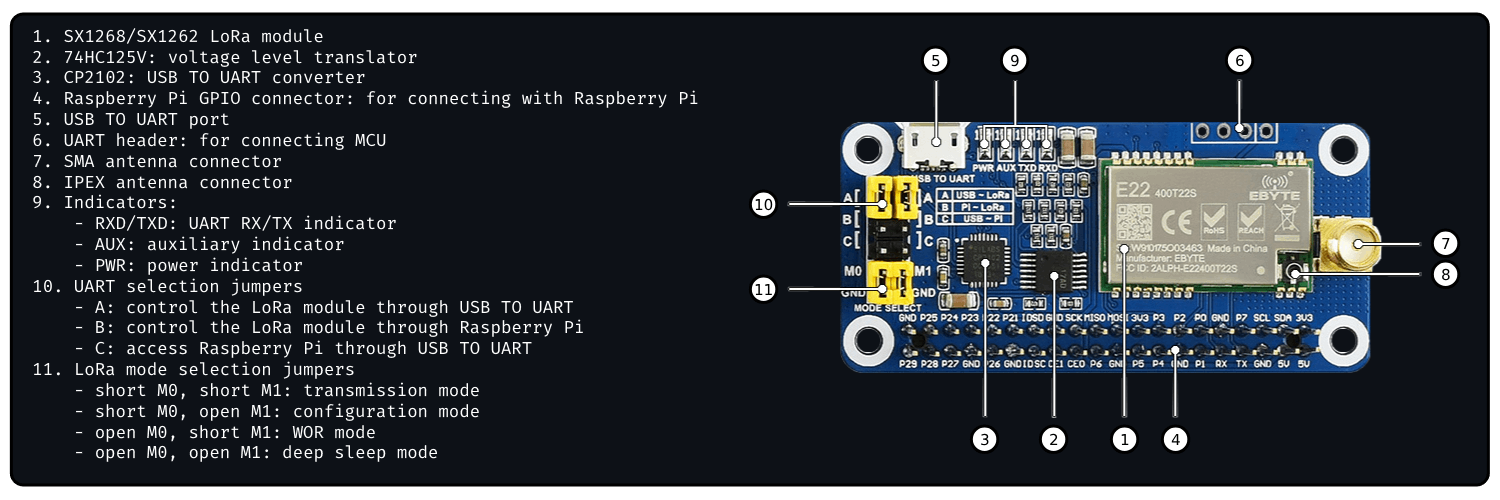 1. SX1268/SX1262 LoRa module
2. 74HC125V: voltage level translator
3. CP2102: USB TO UART converter
4. Raspberry Pi GPIO connector: for connecting with Raspberry Pi
5. USB TO UART port
6. UART header: for connecting MCU
7. SMA antenna connector
8. IPEX antenna connector
9. Indicators:
- RXD/TXD: UART RX/TX indicator
- AUX: auxiliary indicator
- PWR: power indicator
10. UART selection jumpers
- A: control the LoRa module through USB TO UART
- B: control the LoRa module through Raspberry Pi
- C: access Raspberry Pi through USB TO UART
11. LoRa mode selection jumpers
- short M0, short M1: transmission mode
- short M0, open M1: configuration mode
- open M0, short M1: WOR mode
- open M0, open M1: deep sleep mode
5 9 6
PWR AUX TXD RXD
USB TO UART
10
A A
B B
C C
A USB~LoRa
B Pi~LoRa
C USB~Pi
E22 400T22S
EBYTE
CE RoHS REACH
Made in China
Manufacturer: EBYTE
FCC ID: 2ALPH-E22400T22S
7
8
11
M0 M1
GND GND
MODE SELECT
GND P25 P24 P23 P22 P21 IDSD GND SCK MISO MOSI 3V3 P3 P2 P0 GND P7 SCL SDA 3V3
P29 P28 P27 GND P26 GND IDSC CE1 CE0 P6 GND P5 P4 GND P1 RX TX GND 5V 5V
3 2 1 4